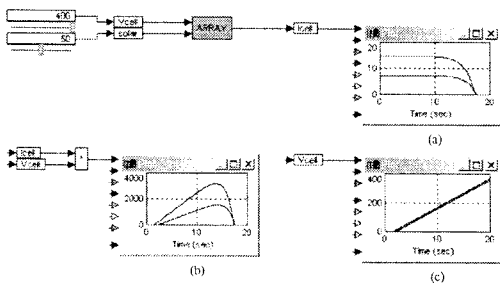 400
Vcell
50
solar
ARRAY
Icell
20
10
0
0 10 20
Time (sec)
(a)
Icell
Vcell
*
4000
2000
0
0 10 20
Time (sec)
(b)
Vcell
400
200
0
0 10 20
Time (sec)
(c)